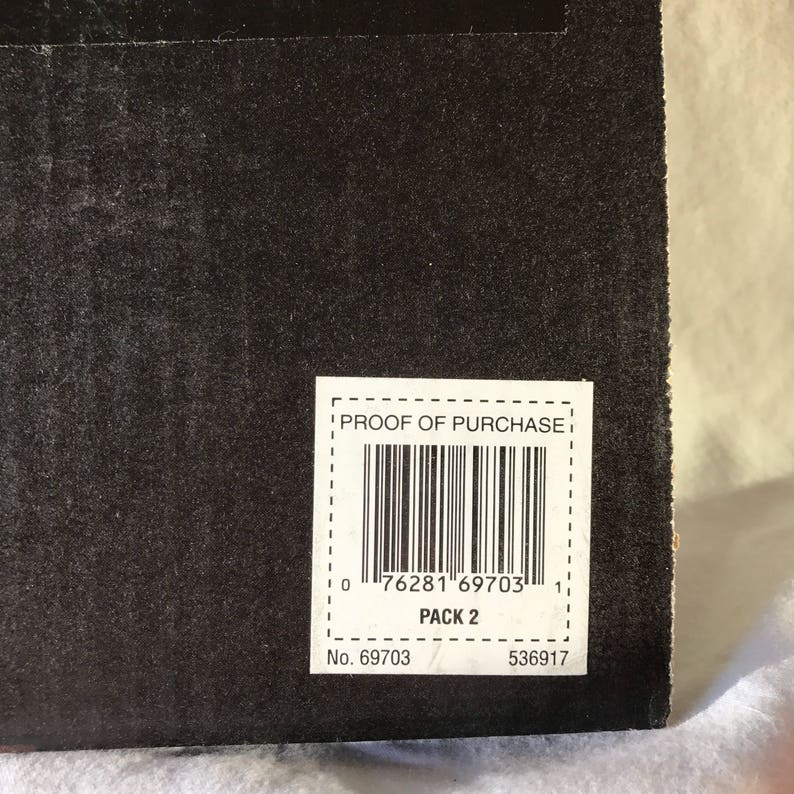 PROOF OF PURCHASE
0 76281 69703 1
PACK 2
No. 69703 536917